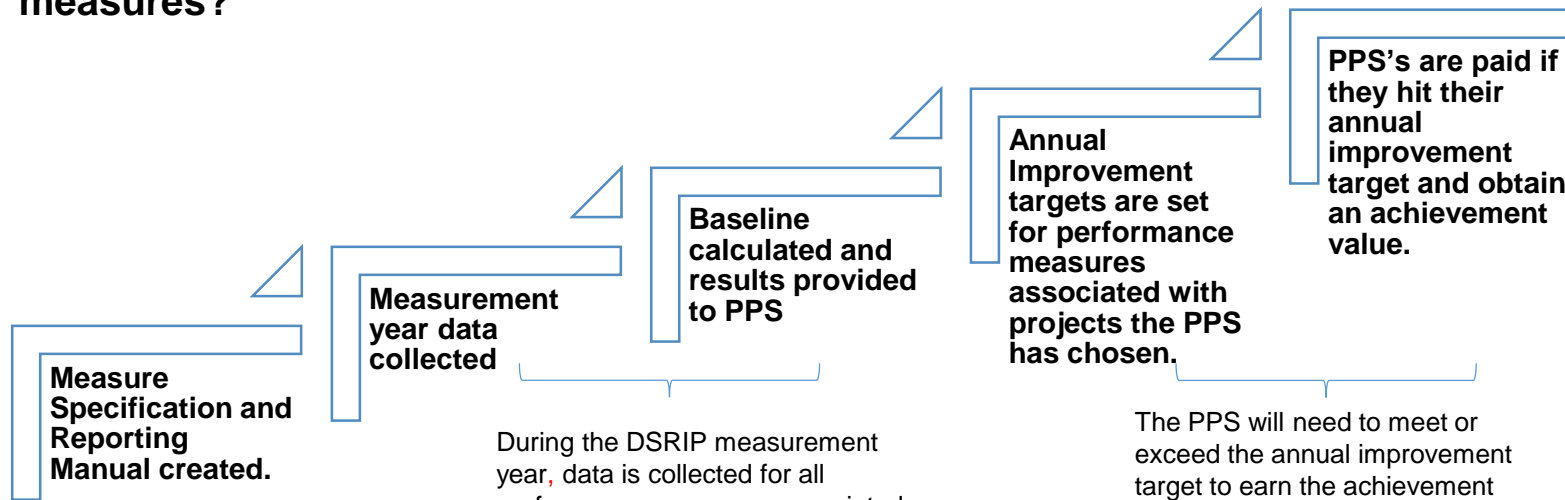 measures?
Measure
Specification and
Reporting
Manual created.
Measurement
year data
collected
Baseline
calculated and
results provided
to PPS
Annual
Improvement
targets are set
for performance
measures
associated with
projects the PPS
has chosen.
PPS’s are paid if
they hit their
annual
improvement
target and obtain
an achievement
value.
During the DSRIP measurement
year, data is collected for all
The PPS will need to meet or
exceed the annual improvement
target to earn the achievement